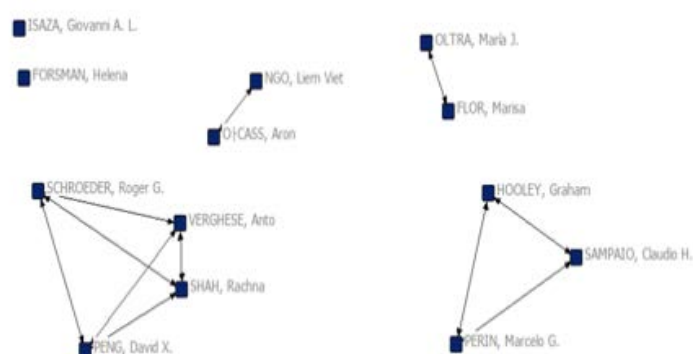 ISAZA, Giovanni A. L.
OLTRA, María J.
FORSMAN, Helena
NGO, Liem Viet
FLOR, Marisa
O├CASS, Aron
SCHROEDER, Roger G.
HOOLEY, Graham
VERGHESE, Anto
SAMPAIO, Claudio H.
SHAH, Rachna
PERIN, Marcelo G.
PENG, David X.